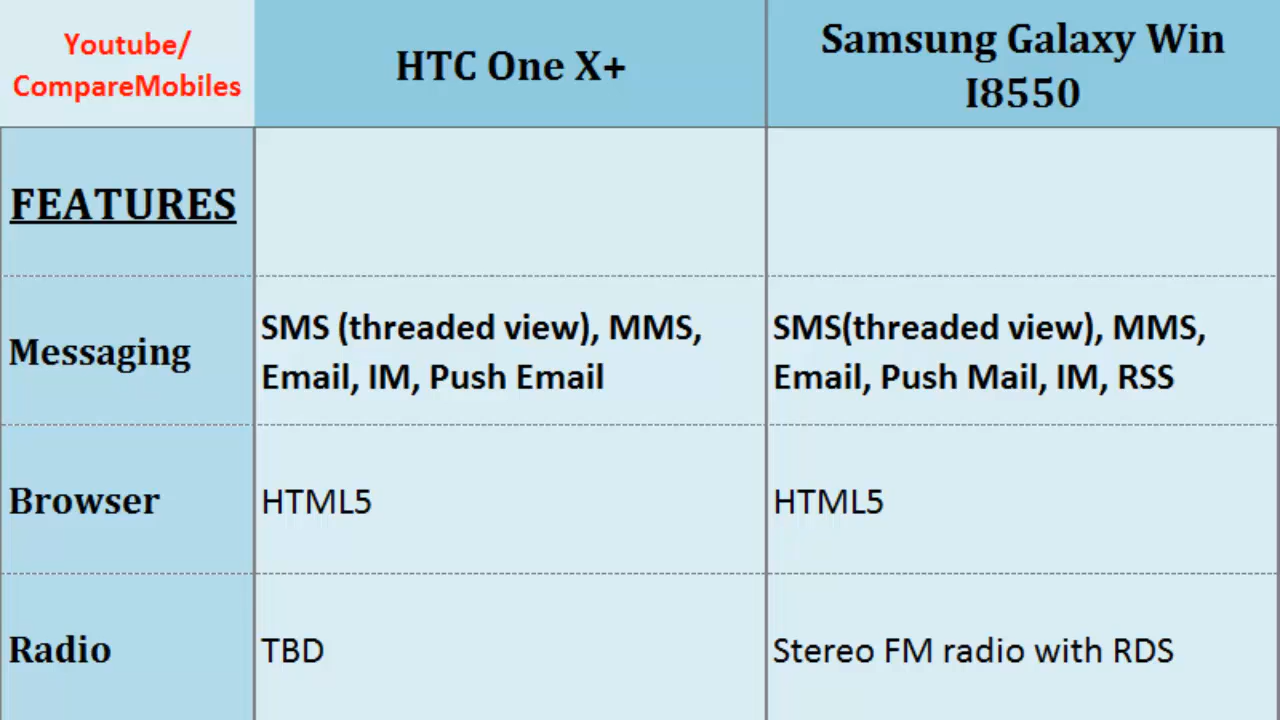 Youtube/
CompareMobiles
HTC One X+
Samsung Galaxy Win
I8550
FEATURES
Messaging
SMS (threaded view), MMS,
Email, IM, Push Email
SMS(threaded view), MMS,
Email, Push Mail, IM, RSS
Browser
HTML5
HTML5
Radio
TBD
Stereo FM radio with RDS